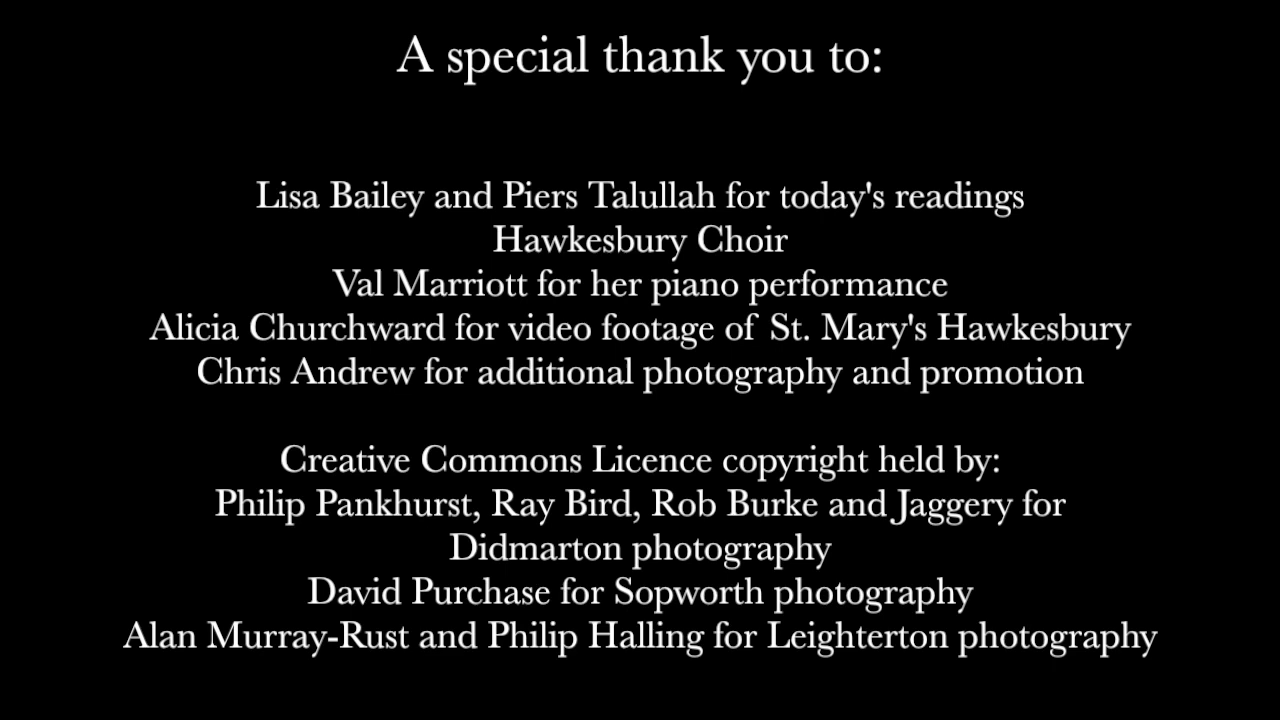 A special thank you to:
Lisa Bailey and Piers Talullah for today's readings
Hawkesbury Choir
Val Marriott for her piano performance
Alicia Churchward for video footage of St. Mary's Hawkesbury
Chris Andrew for additional photography and promotion
Creative Commons Licence copyright held by:
Philip Pankhurst, Ray Bird, Rob Burke and Jaggery for
Didmarton photography
David Purchase for Sopworth photography
Alan Murray-Rust and Philip Halling for Leighterton photography